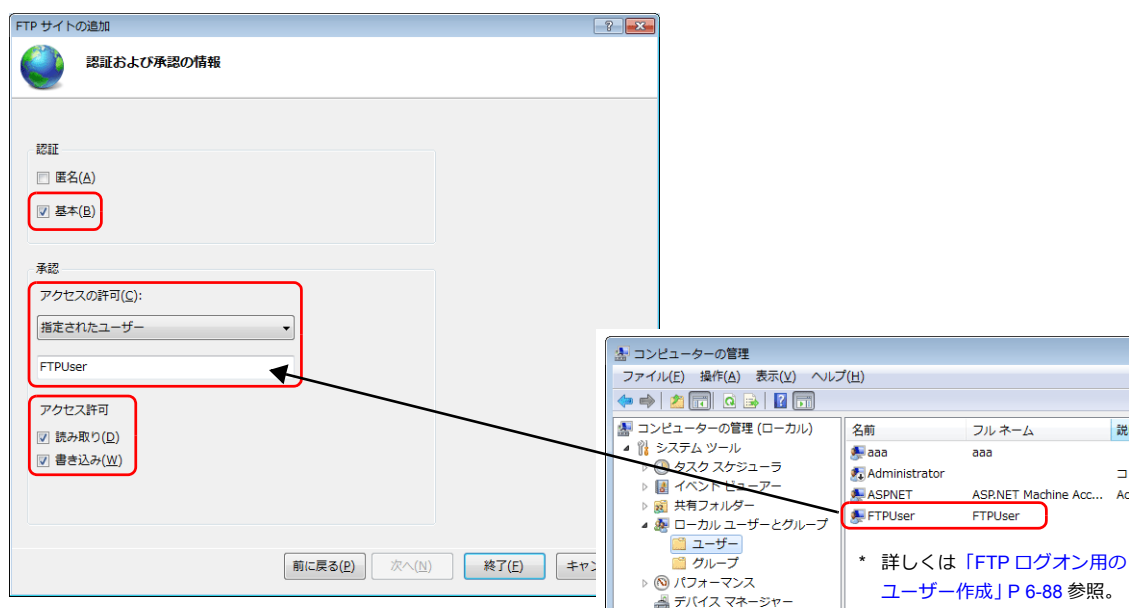 FTP サイトの追加
認証および承認の情報
認証
匿名(A)
基本(B)
承認
アクセスの許可(C):
指定されたユーザー
FTPUser
アクセス許可
読み取り(D)
書き込み(W)
前に戻る(P)
次へ(N)
終了(F)
キャン
コンピューターの管理
ファイル(F) 操作(A) 表示(V) ヘルプ(H)
コンピューターの管理 (ローカル)
システム ツール
タスク スケジューラ
イベント ビューアー
共有フォルダー
ローカル ユーザーとグループ
ユーザー
グループ
パフォーマンス
デバイス マネージャー
名前 フル ネーム 説
aaa aaa
Administrator コ
ASPNET ASP.NET Machine Acc... Ac
FTPUser FTPUser
* 詳しくは「FTP ログオン用の
ユーザー作成」P 6-88 参照。